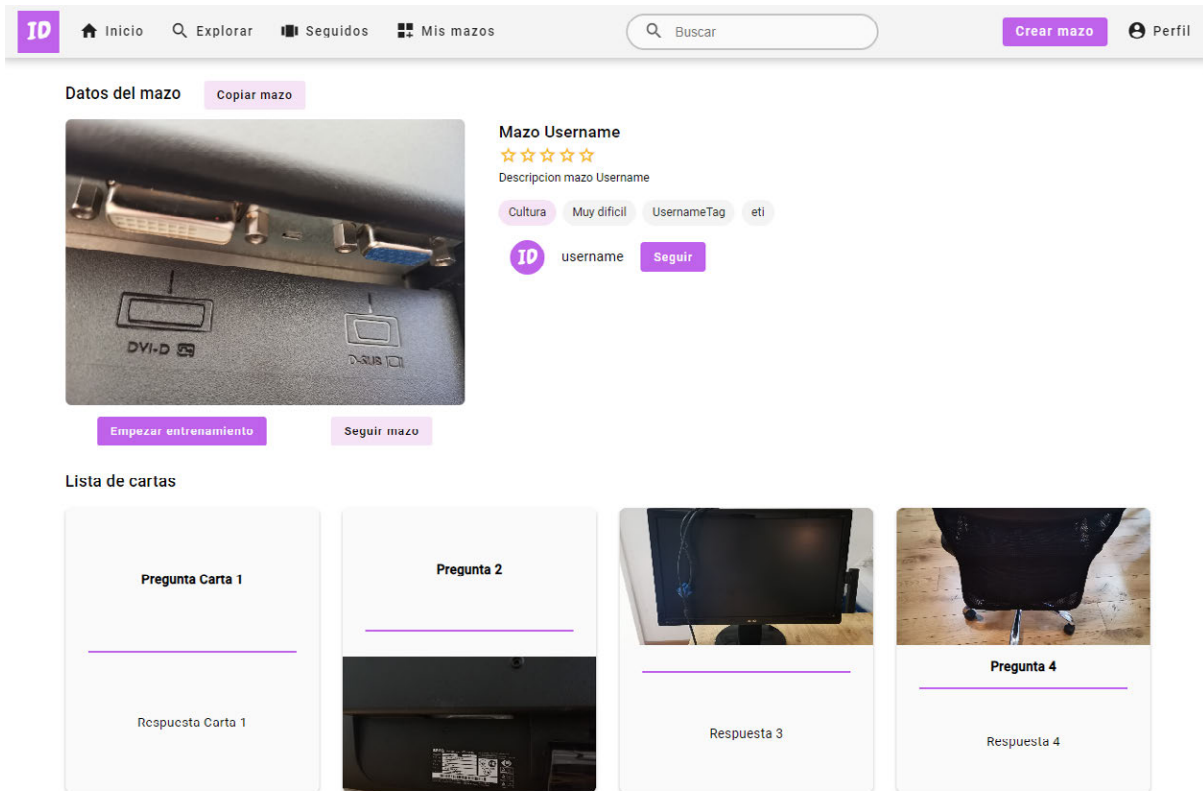 ID Inicio Explorar Seguidos Mis mazos Buscar Crear mazo Perfil
Datos del mazo Copiar mazo
Mazo Username
Descripcion mazo Username
Cultura Muy dificil UsernameTag eti
ID username Seguir
DVI-D
D-SUB
Empezar entrenamiento Seguir mazo
Lista de cartas
Pregunta Carta 1
Respuesta Carta 1
Pregunta 2
Respuesta 3
Pregunta 4
Respuesta 4